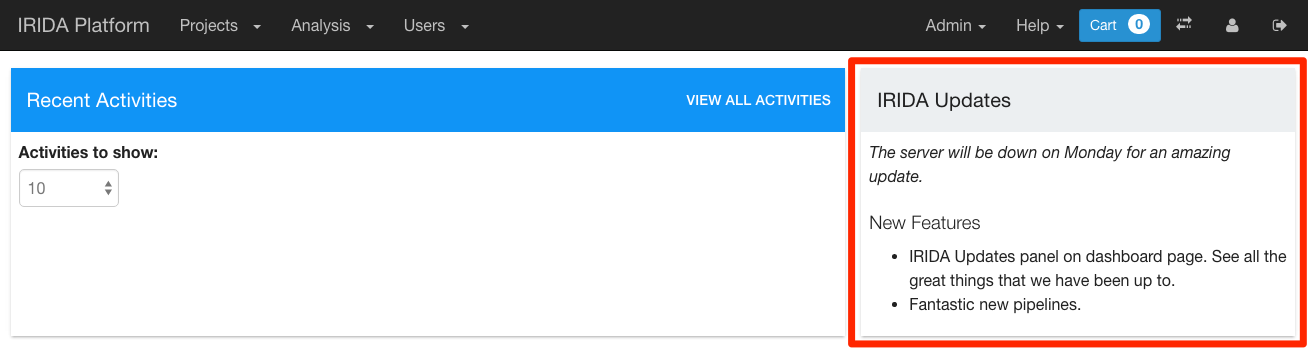 IRIDA Platform Projects Analysis Users Admin Help Cart 0
Recent Activities VIEW ALL ACTIVITIES
Activities to show:
10
IRIDA Updates
The server will be down on Monday for an amazing
update.
New Features
• IRIDA Updates panel on dashboard page. See all the
great things that we have been up to.
• Fantastic new pipelines.